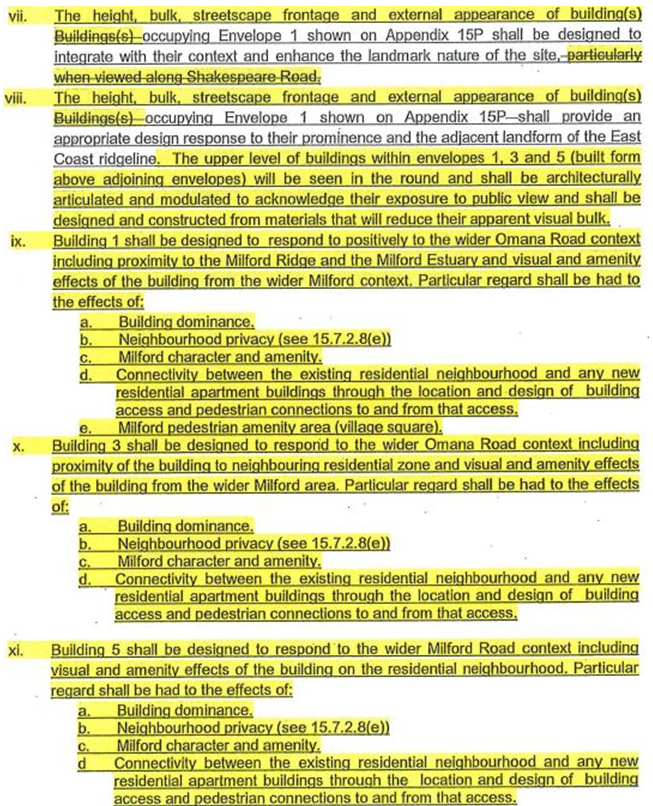 vii. The height, bulk, streetscape frontage and external appearance of building(s)
Buildings(s) occupying Envelope 1 shown on Appendix 15P shall be designed to
integrate with their context and enhance the landmark nature of the site, particularly
when viewed along Shakespeare Road.
viii. The height, bulk, streetscape frontage and external appearance of building(s)
Buildings(s) occupying Envelope 1 shown on Appendix 15P shall provide an
appropriate design response to their prominence and the adjacent landform of the East
Coast ridgeline. The upper level of buildings within envelopes 1, 3 and 5 (built form
above adjoining envelopes) will be seen in the round and shall be architecturally
articulated and modulated to acknowledge their exposure to public view and shall be
designed and constructed from materials that will reduce their apparent visual bulk.
ix. Building 1 shall be designed to respond to positively to the wider Omana Road context
including proximity to the Milford Ridge and the Milford Estuary and visual and amenity
effects of the building from the wider Milford context. Particular regard shall be had to
the effects of:
a. Building dominance.
b. Neighbourhood privacy (see 15.7.2.8(e))
c. Milford character and amenity.
d. Connectivity between the existing residential neighbourhood and any new
residential apartment buildings through the location and design of building
access and pedestrian connections to and from that access.
e. Milford pedestrian amenity area (village square).
x. Building 3 shall be designed to respond to the wider Omana Road context including
proximity of the building to neighbouring residential zone and visual and amenity effects
of the building from the wider Milford area. Particular regard shall be had to the effects
of:
a. Building dominance.
b. Neighbourhood privacy (see 15.7.2.8(e))
c. Milford character and amenity.
d. Connectivity between the existing residential neighbourhood and any new
residential apartment buildings through the location and design of building
access and pedestrian connections to and from that access.
xi. Building 5 shall be designed to respond to the wider Milford Road context including
visual and amenity effects of the building on the residential neighbourhood. Particular
regard shall be had to the effects of:
a. Building dominance.
b. Neighbourhood privacy (see 15.7.2.8(e))
c. Milford character and amenity.
d Connectivity between the existing residential neighbourhood and any new
residential apartment buildings through the location and design of building
access and pedestrian connections to and from that access.